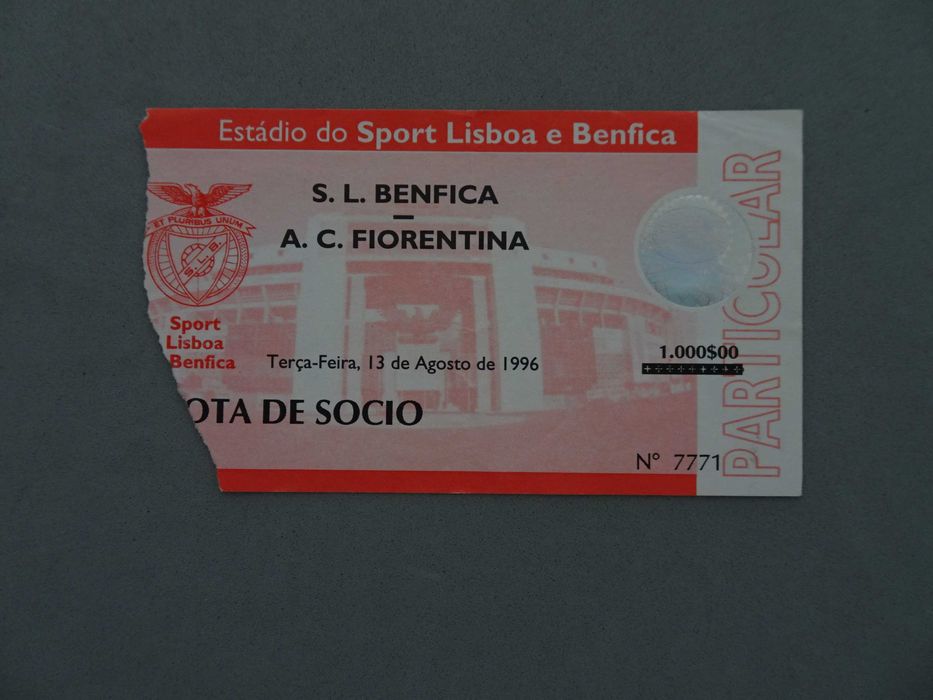 Estádio do Sport Lisboa e Benfica
S. L. BENFICA
–
A. C. FIORENTINA
ET PLURIBUS UNUM
S.L.B.
Sport
Lisboa
Benfica
Terça-Feira, 13 de Agosto de 1996
1.000$00
OTA DE SOCIO
Nº 7771
PARTICULAR